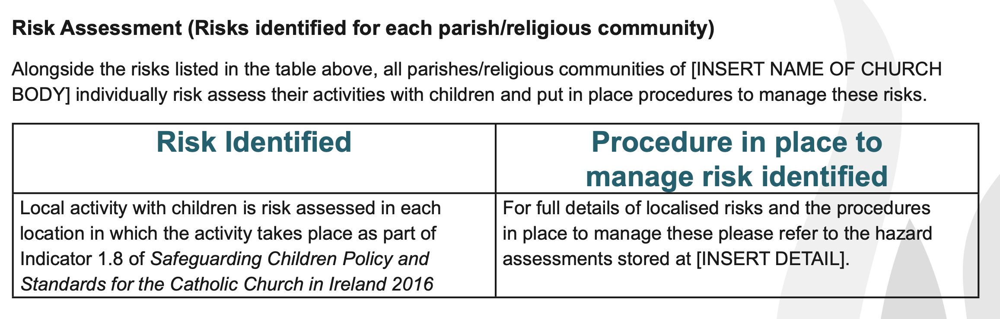 Risk Assessment (Risks identified for each parish/religious community)
Alongside the risks listed in the table above, all parishes/religious communities of [INSERT NAME OF CHURCH
BODY] individually risk assess their activities with children and put in place procedures to manage these risks.
Risk Identified
Procedure in place to
manage risk identified
Local activity with children is risk assessed in each
location in which the activity takes place as part of
Indicator 1.8 of Safeguarding Children Policy and
Standards for the Catholic Church in Ireland 2016
For full details of localised risks and the procedures
in place to manage these please refer to the hazard
assessments stored at [INSERT DETAIL].